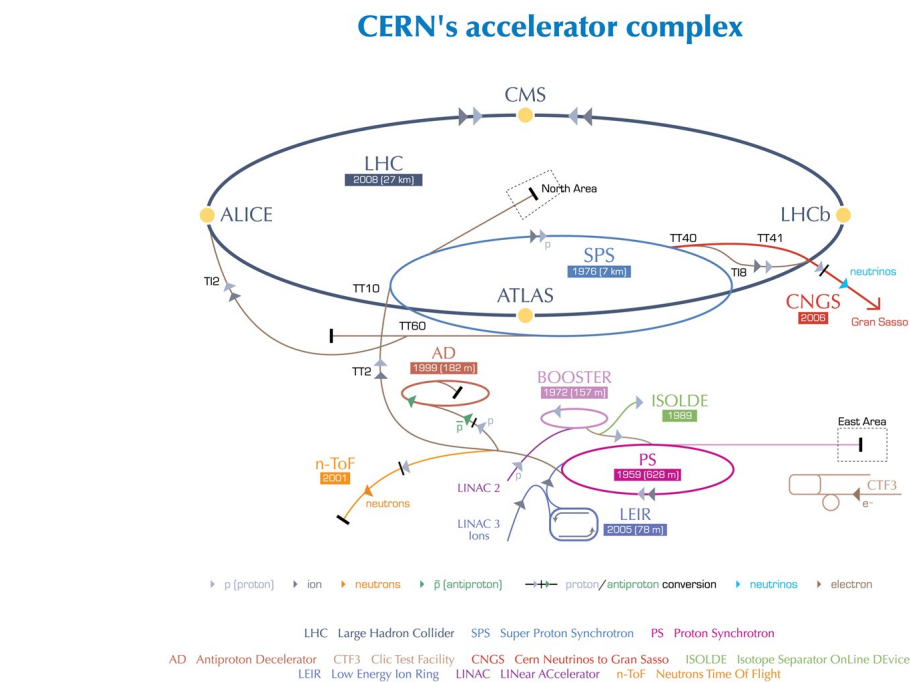 CERN's accelerator complex
CMS
LHC
2008 (27 km)
North Area
ALICE
LHCb
p
TT40
TT41
SPS
1976 (7 km)
TI8
TI2
neutrinos
TT10
ATLAS
CNGS
2006
Gran Sasso
TT60
AD
1999 (182 m)
TT2
BOOSTER
1972 (157 m)
ISOLDE
1989
p̅
p
East Area
n-ToF
2001
PS
1959 (628 m)
LINAC 2
p
CTF3
e-
neutrons
LINAC 3
Ions
LEIR
2005 (78 m)
p (proton) ion neutrons p̅ (antiproton) proton/antiproton conversion neutrinos electron
LHC Large Hadron Collider SPS Super Proton Synchrotron PS Proton Synchrotron
AD Antiproton Decelerator CTF3 Clic Test Facility CNGS Cern Neutrinos to Gran Sasso ISOLDE Isotope Separator OnLine DEvice
LEIR Low Energy Ion Ring LINAC LINear ACcelerator n-ToF Neutrons Time Of Flight